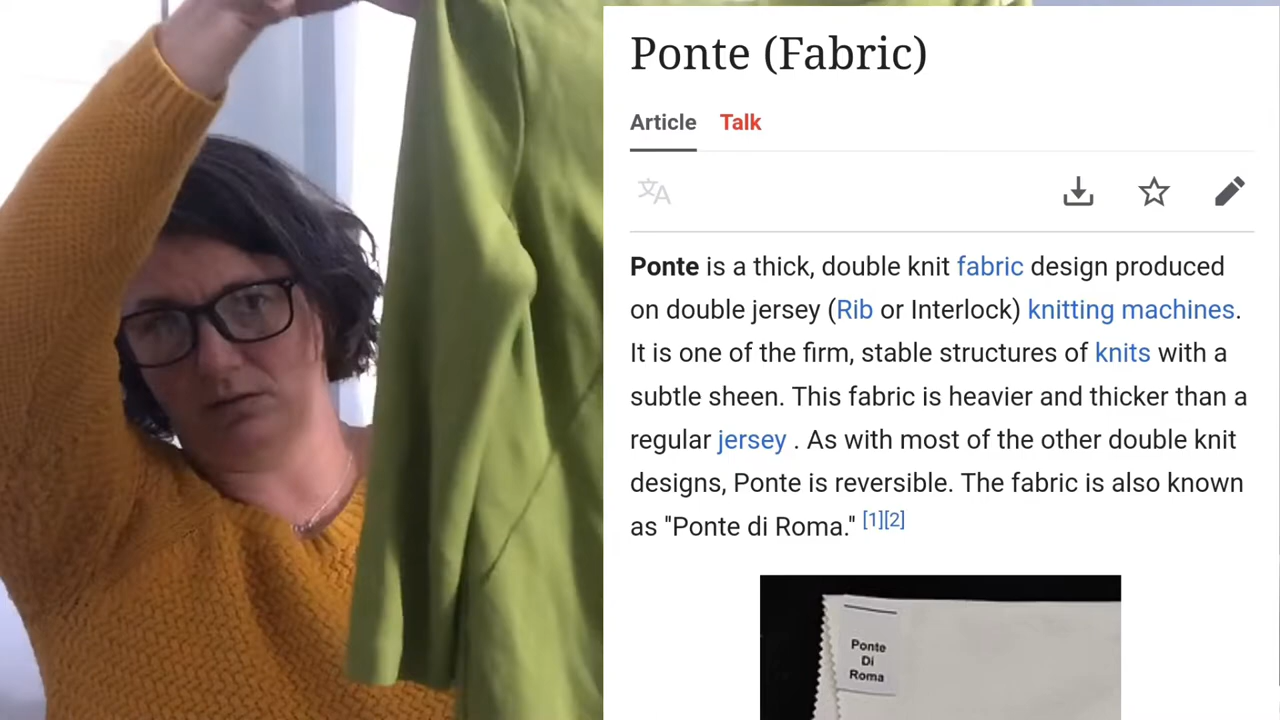 Ponte (Fabric)
Article Talk
文A
Ponte is a thick, double knit fabric design produced
on double jersey (Rib or Interlock) knitting machines.
It is one of the firm, stable structures of knits with a
subtle sheen. This fabric is heavier and thicker than a
regular jersey . As with most of the other double knit
designs, Ponte is reversible. The fabric is also known
as "Ponte di Roma." [1][2]
Ponte
Di
Roma